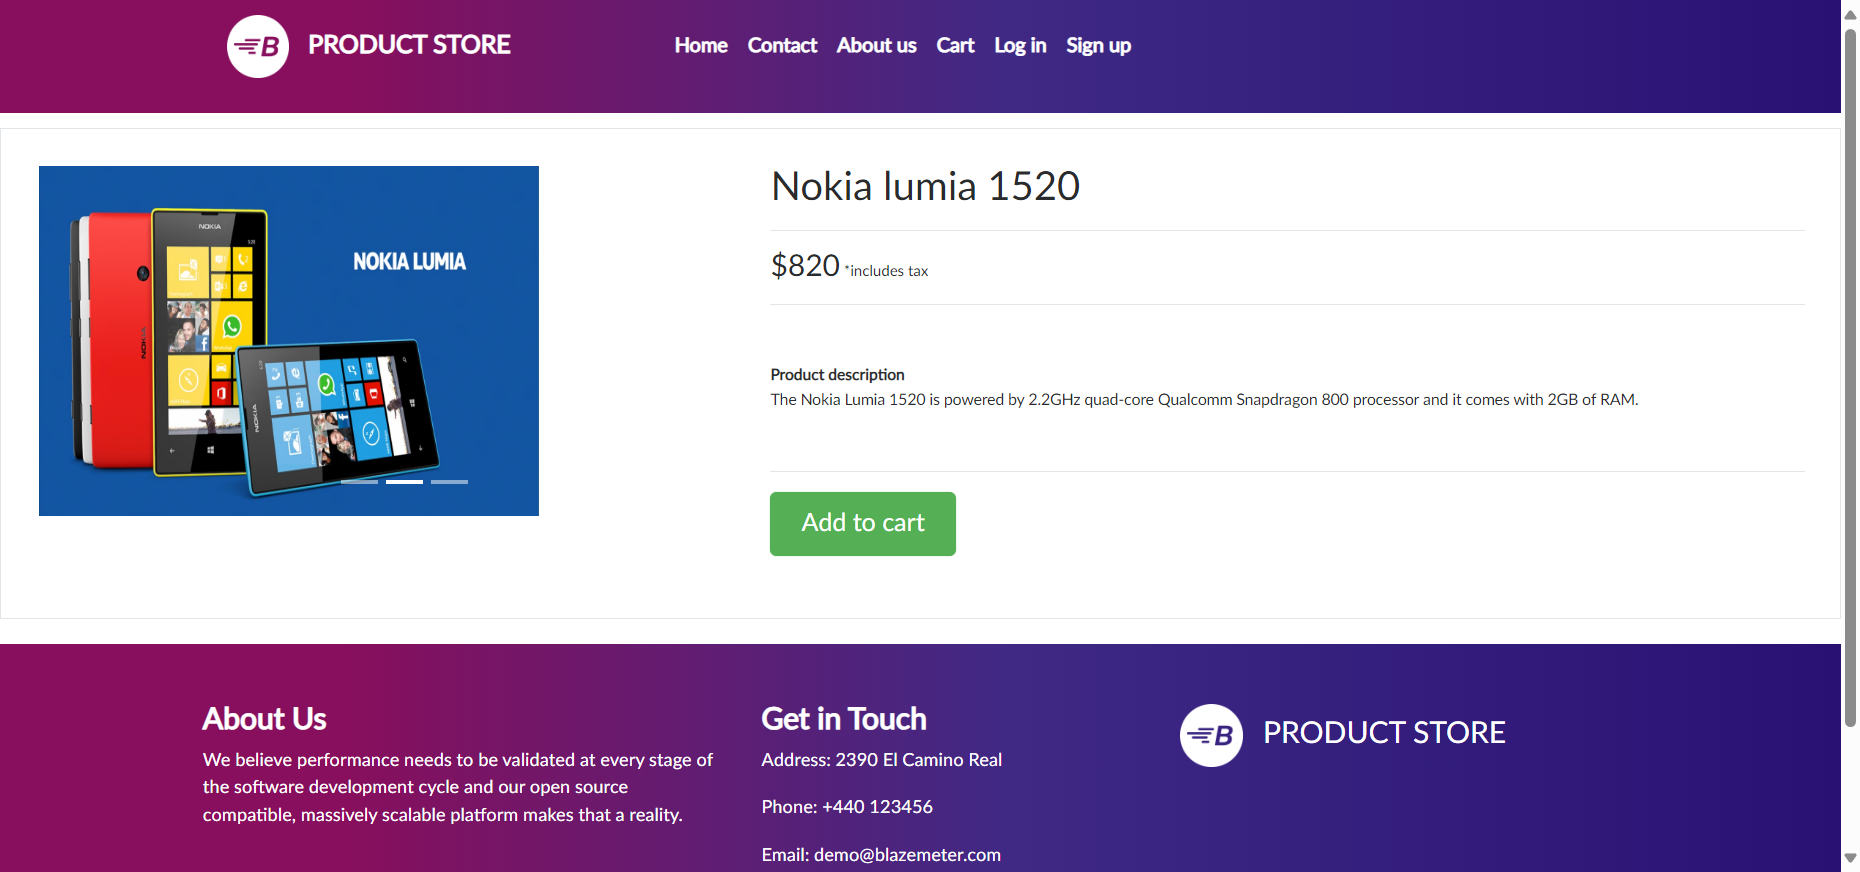 B PRODUCT STORE
Home Contact About us Cart Log in Sign up
NOKIA LUMIA
NOKIA
NOKIA
NOKIA
Nokia lumia 1520
$820 *includes tax
Product description
The Nokia Lumia 1520 is powered by 2.2GHz quad-core Qualcomm Snapdragon 800 processor and it comes with 2GB of RAM.
Add to cart
About Us
We believe performance needs to be validated at every stage of
the software development cycle and our open source
compatible, massively scalable platform makes that a reality.
Get in Touch
Address: 2390 El Camino Real
Phone: +440 123456
Email: demo@blazemeter.com
B PRODUCT STORE